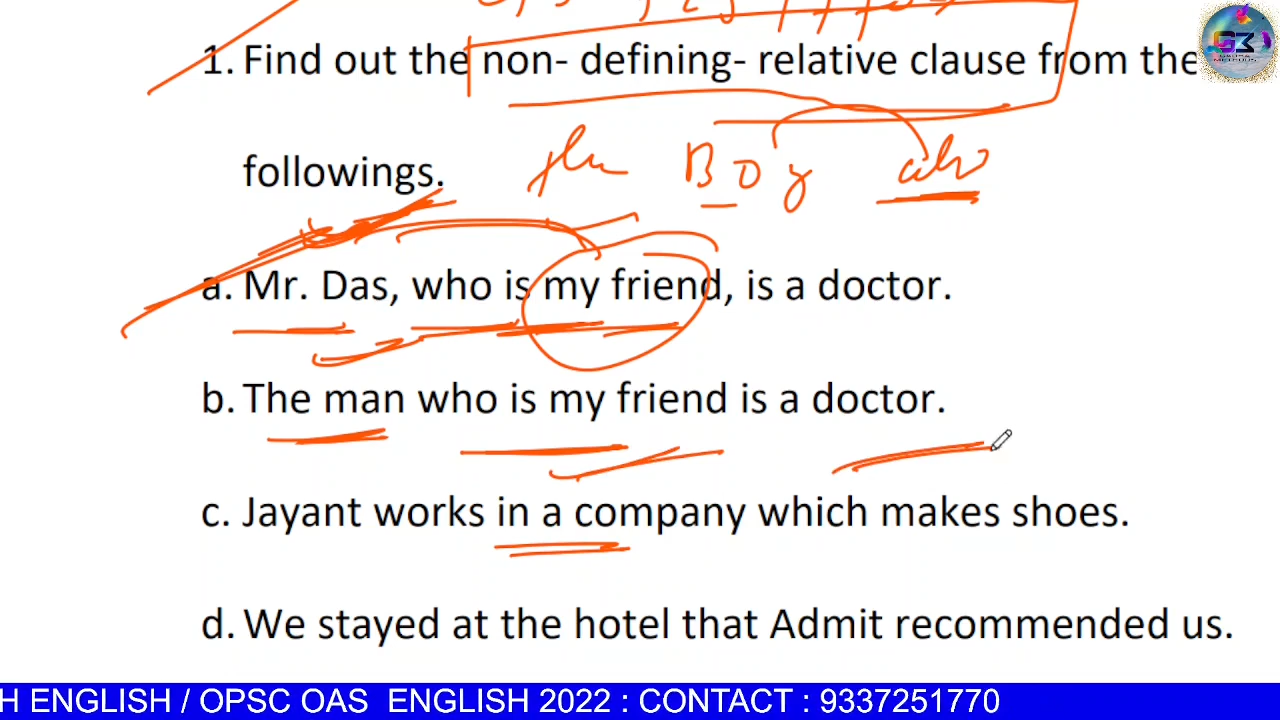 1. Find out the non- defining- relative clause from the
followings.
Boy who
a. Mr. Das, who is my friend, is a doctor.
b. The man who is my friend is a doctor.
c. Jayant works in a company which makes shoes.
d. We stayed at the hotel that Admit recommended us.
H ENGLISH / OPSC OAS ENGLISH 2022 : CONTACT : 9337251770